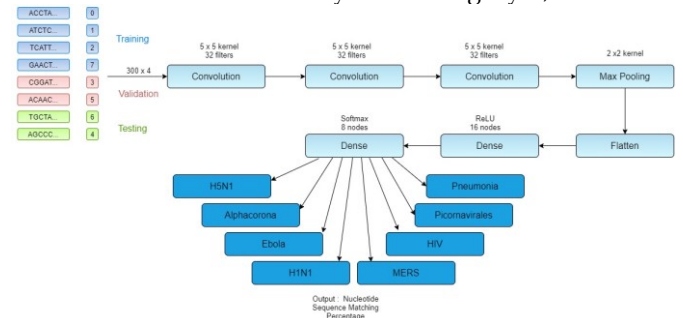 ACCTA... 0
ATCTC... 1
TCATT... 2
GAACT... 7
CGGAT... 3
ACAAC... 5
TGCTA... 6
AGCCC... 4
Training
Validation
Testing
300 x 4
5 x 5 kernel
32 filters
Convolution
5 x 5 kernel
32 filters
Convolution
5 x 5 kernel
32 filters
Convolution
2 x2 kernel
Max Pooling
Softmax
8 nodes
Dense
ReLU
16 nodes
Dense
Flatten
H5N1
Pneumonia
Alphacorona
Picornavirales
Ebola
HIV
H1N1
MERS
Output : Nucleotide
Sequence Matching
Percentage